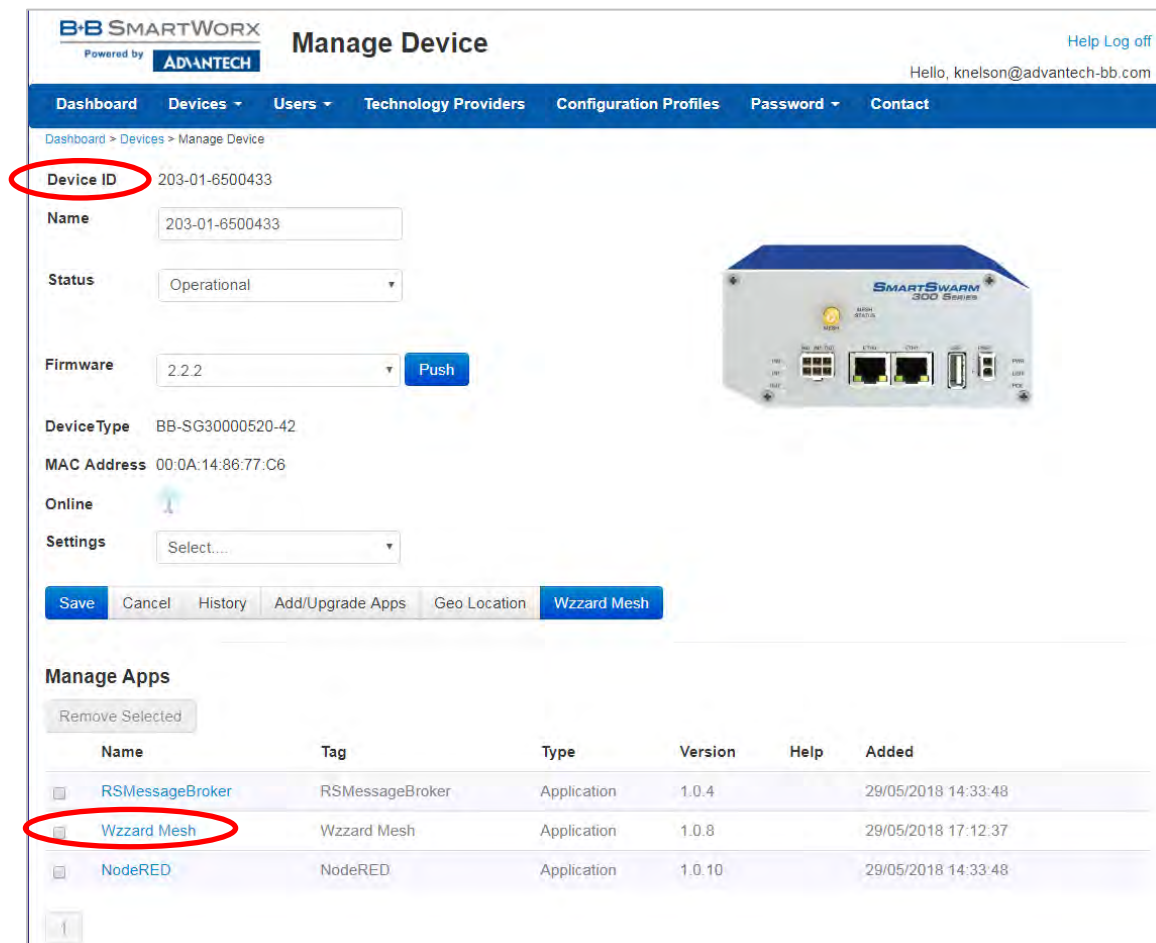 B+B SMARTWORX
Powered by ADVANTECH
Manage Device
Help Log off
Hello, knelson@advantech-bb.com
Dashboard Devices Users Technology Providers Configuration Profiles Password Contact
Dashboard > Devices > Manage Device
Device ID 203-01-6500433
Name 203-01-6500433
Status Operational
SMARTSWARM
300 SERIES
MESH
STATUS
MESH
Firmware 2.2.2 Push
DeviceType BB-SG30000520-42
MAC Address 00:0A:14:86:77:C6
Online
Settings Select....
Save Cancel History Add/Upgrade Apps Geo Location Wzzard Mesh
Manage Apps
Remove Selected
Name Tag Type Version Help Added
RSMessageBroker RSMessageBroker Application 1.0.4 29/05/2018 14:33:48
Wzzard Mesh Wzzard Mesh Application 1.0.8 29/05/2018 17:12:37
NodeRED NodeRED Application 1.0.10 29/05/2018 14:33:48
1